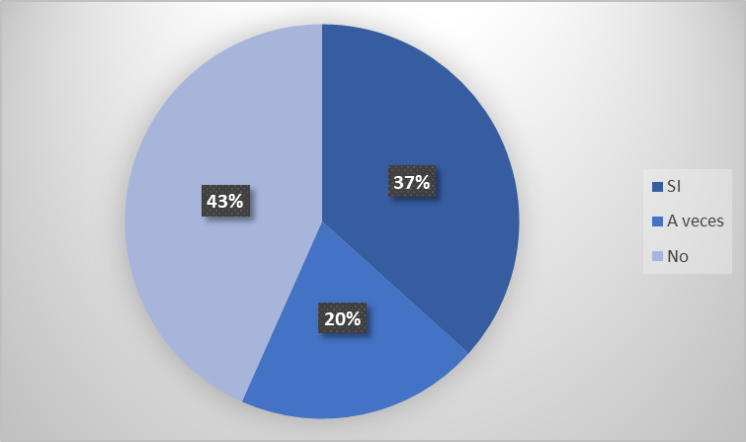 37%
43%
20%
SI
A veces
No